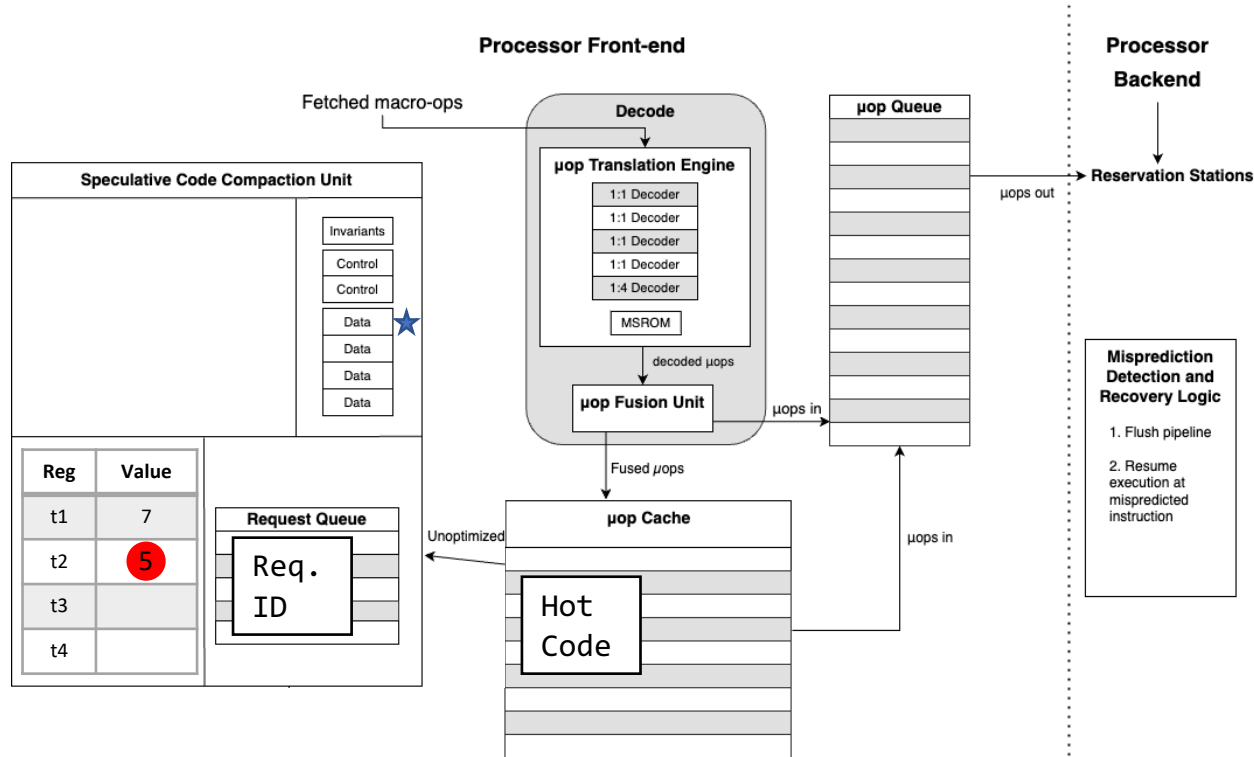 Processor Front-end
Processor
Backend
Fetched macro-ops
Decode
µop Queue
µop Translation Engine
1:1 Decoder
1:1 Decoder
1:1 Decoder
1:1 Decoder
1:4 Decoder
MSROM
decoded µops
µop Fusion Unit
µops in
Fused µops
µops out
Reservation Stations
Speculative Code Compaction Unit
Invariants
Control
Control
Data
Data
Data
Data
Reg Value
t1 7
t2 5
t3
t4
Request Queue
Req.
ID
Unoptimized
µop Cache
Hot
Code
µops in
Misprediction
Detection and
Recovery Logic
1. Flush pipeline
2. Resume
execution at
mispredicted
instruction